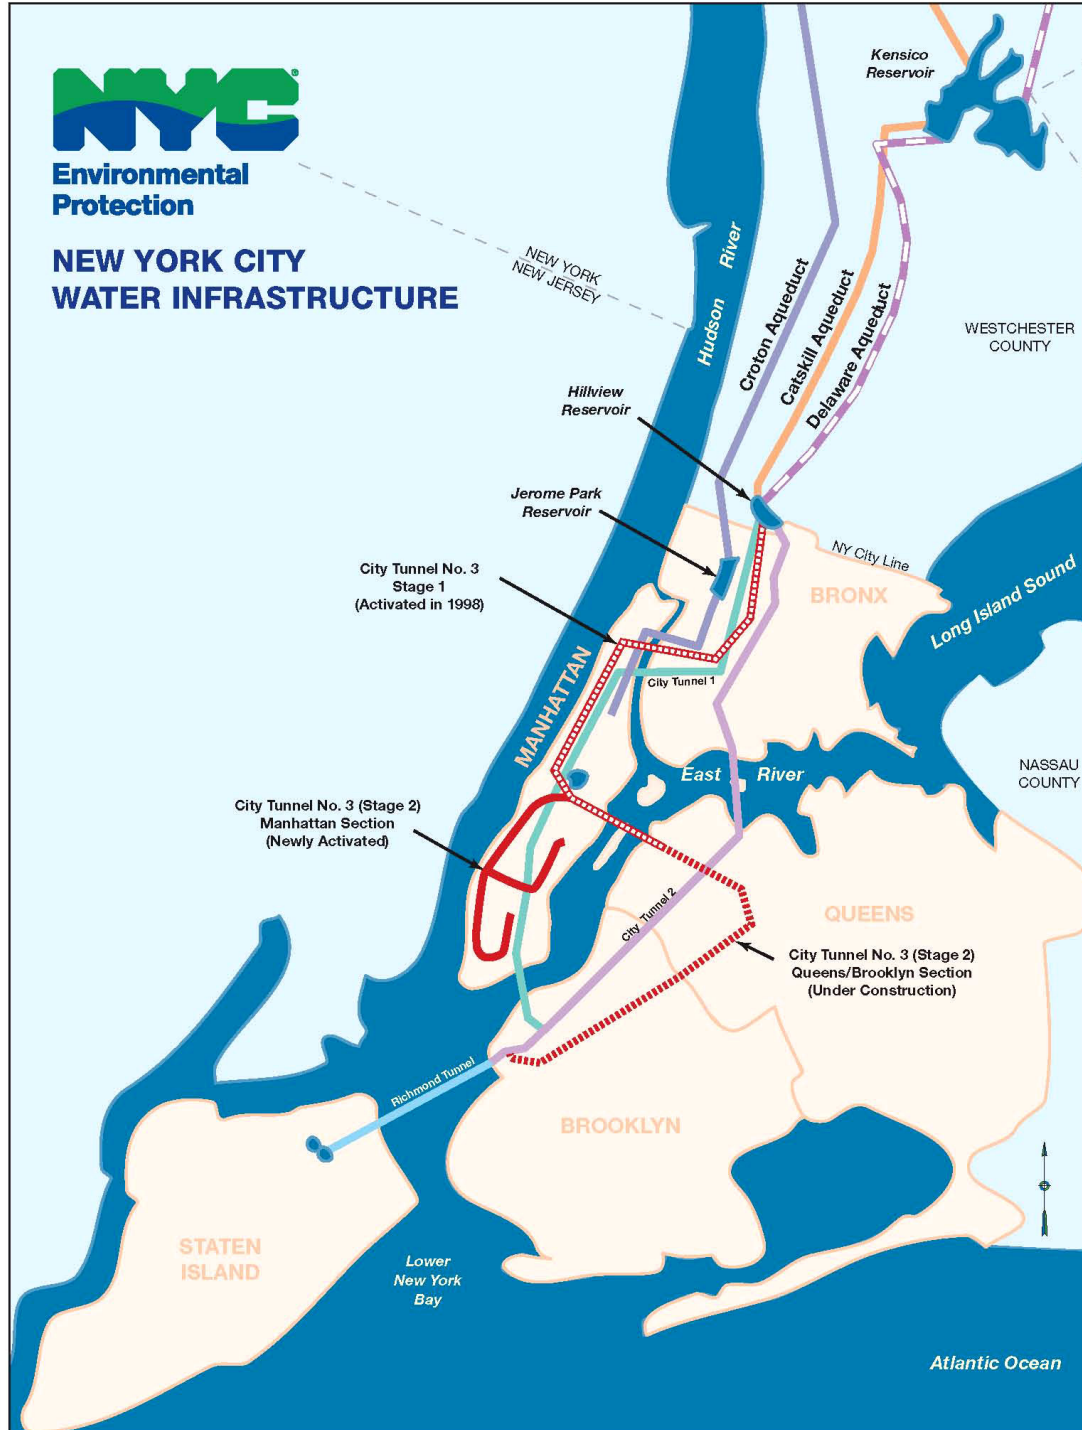 NYC®
Environmental
Protection
NEW YORK CITY
WATER INFRASTRUCTURE
Kensico
Reservoir
NEW YORK
NEW JERSEY
Hudson River
Croton Aqueduct
Catskill Aqueduct
Delaware Aqueduct
WESTCHESTER
COUNTY
Hillview
Reservoir
Jerome Park
Reservoir
NY City Line
City Tunnel No. 3
Stage 1
(Activated in 1998)
BRONX
Long Island Sound
MANHATTAN
City Tunnel 1
East River
NASSAU
COUNTY
City Tunnel No. 3 (Stage 2)
Manhattan Section
(Newly Activated)
City Tunnel 2
QUEENS
City Tunnel No. 3 (Stage 2)
Queens/Brooklyn Section
(Under Construction)
Richmond Tunnel
BROOKLYN
STATEN
ISLAND
Lower
New York
Bay
Atlantic Ocean